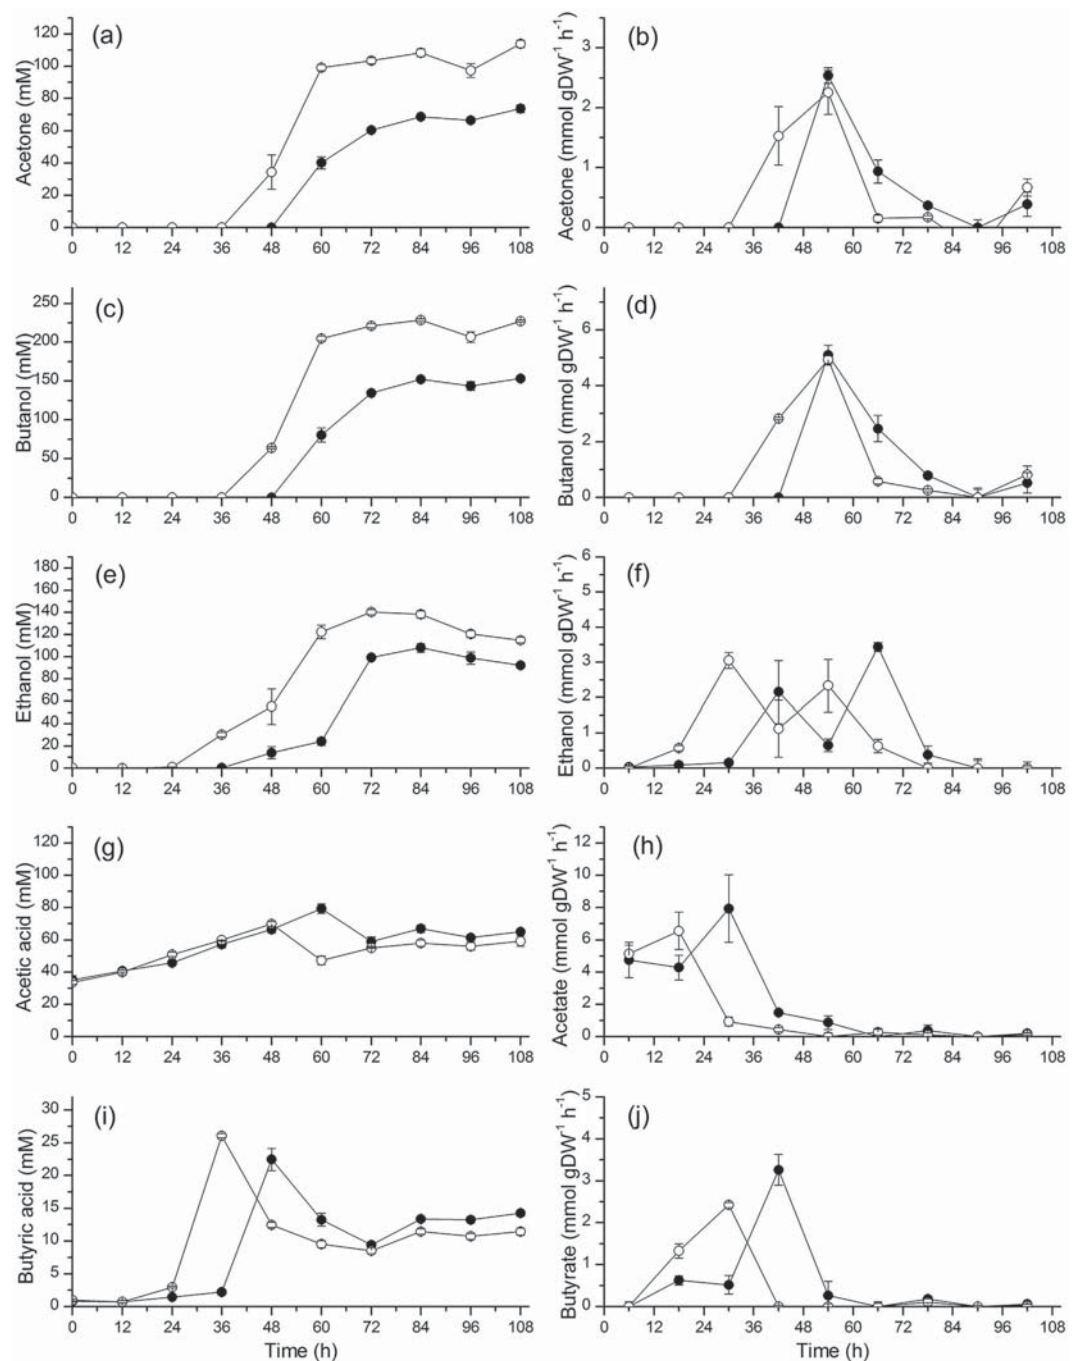 (a)
Acetone (mM)
120
100
80
60
40
20
0
0 12 24 36 48 60 72 84 96 108
(b)
Acetone (mmol gDW⁻¹ h⁻¹)
3
2
1
0
0 12 24 36 48 60 72 84 96 108
(c)
Butanol (mM)
250
200
150
100
50
0
0 12 24 36 48 60 72 84 96 108
(d)
Butanol (mmol gDW⁻¹ h⁻¹)
6
4
2
0
0 12 24 36 48 60 72 84 96 108
(e)
Ethanol (mM)
180
160
140
120
100
80
60
40
20
0
0 12 24 36 48 60 72 84 96 108
(f)
Ethanol (mmol gDW⁻¹ h⁻¹)
6
5
4
3
2
1
0
0 12 24 36 48 60 72 84 96 108
(g)
Acetic acid (mM)
120
100
80
60
40
20
0
0 12 24 36 48 60 72 84 96 108
(h)
Acetate (mmol gDW⁻¹ h⁻¹)
12
10
8
6
4
2
0
0 12 24 36 48 60 72 84 96 108
(i)
Butyric acid (mM)
30
25
20
15
10
5
0
0 12 24 36 48 60 72 84 96 108
Time (h)
(j)
Butyrate (mmol gDW⁻¹ h⁻¹)
5
4
3
2
1
0
0 12 24 36 48 60 72 84 96 108
Time (h)